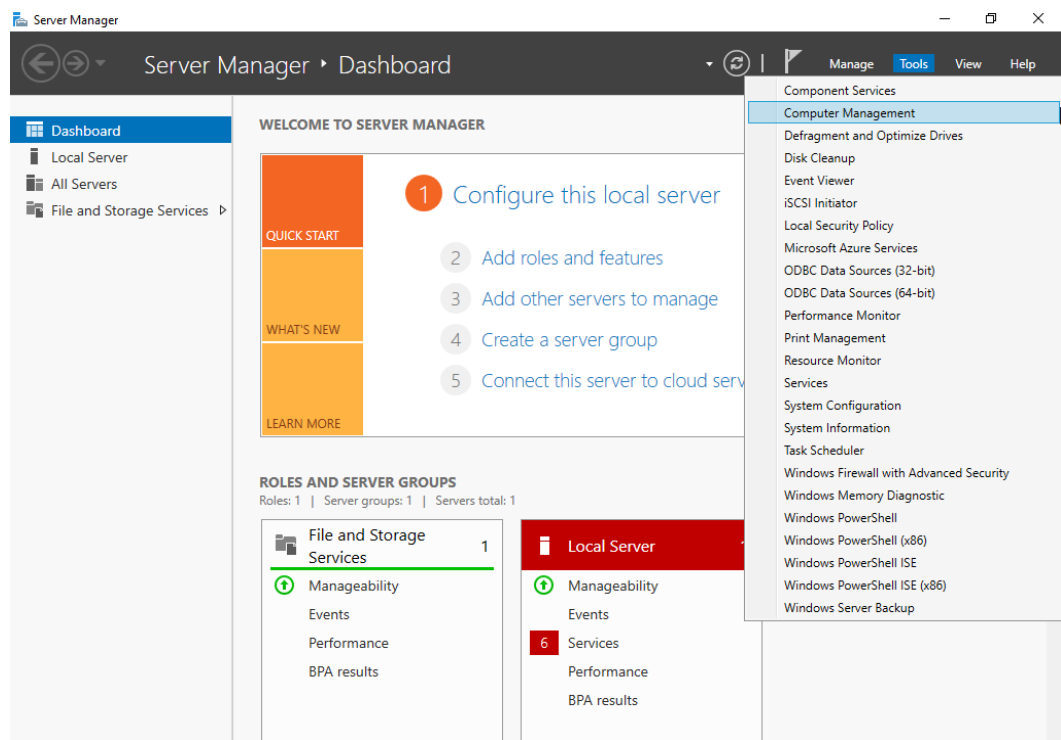 Server Manager
Server Manager • Dashboard
Manage Tools View Help
Dashboard
Local Server
All Servers
File and Storage Services
WELCOME TO SERVER MANAGER
QUICK START
WHAT'S NEW
LEARN MORE
1 Configure this local server
2 Add roles and features
3 Add other servers to manage
4 Create a server group
5 Connect this server to cloud serv
ROLES AND SERVER GROUPS
Roles: 1 | Server groups: 1 | Servers total: 1
File and Storage
Services
1
Manageability
Events
Performance
BPA results
Local Server
Manageability
Events
6 Services
Performance
BPA results
Component Services
Computer Management
Defragment and Optimize Drives
Disk Cleanup
Event Viewer
iSCSI Initiator
Local Security Policy
Microsoft Azure Services
ODBC Data Sources (32-bit)
ODBC Data Sources (64-bit)
Performance Monitor
Print Management
Resource Monitor
Services
System Configuration
System Information
Task Scheduler
Windows Firewall with Advanced Security
Windows Memory Diagnostic
Windows PowerShell
Windows PowerShell (x86)
Windows PowerShell ISE
Windows PowerShell ISE (x86)
Windows Server Backup